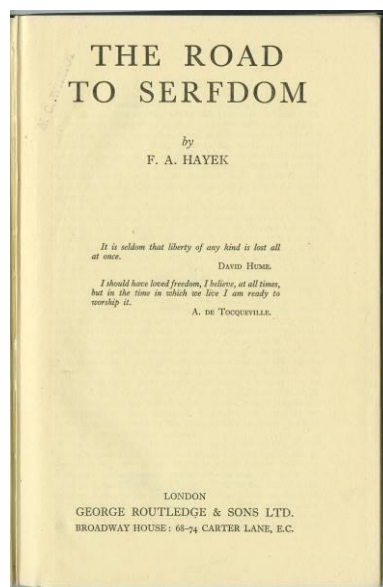 THE ROAD
TO SERFDOM
by
F. A. HAYEK
It is seldom that liberty of any kind is lost all
at once.
DAVID HUME.
I should have loved freedom, I believe, at all times,
but in the time in which we live I am ready to
worship it.
A. DE TOCQUEVILLE.
LONDON
GEORGE ROUTLEDGE & SONS LTD.
BROADWAY HOUSE: 68-74 CARTER LANE, E.C.